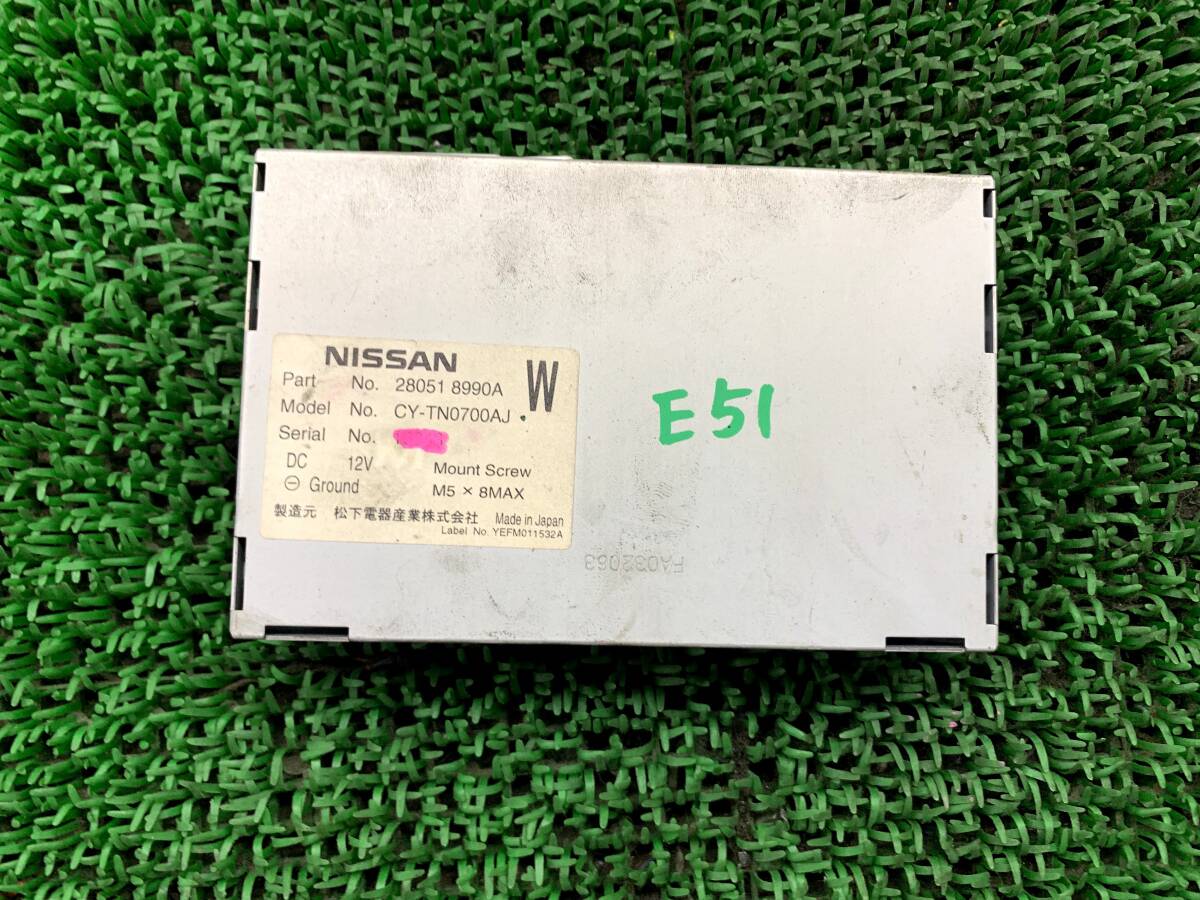 NISSAN
W
Part No. 28051 8990A
Model No. CY-TN0700AJ
Serial No.
DC 12V
Mount Screw
⊖ Ground
M5 × 8MAX
製造元 松下電器産業株式会社 Made in Japan
Label No. YEFM011532A
E51
FA032063